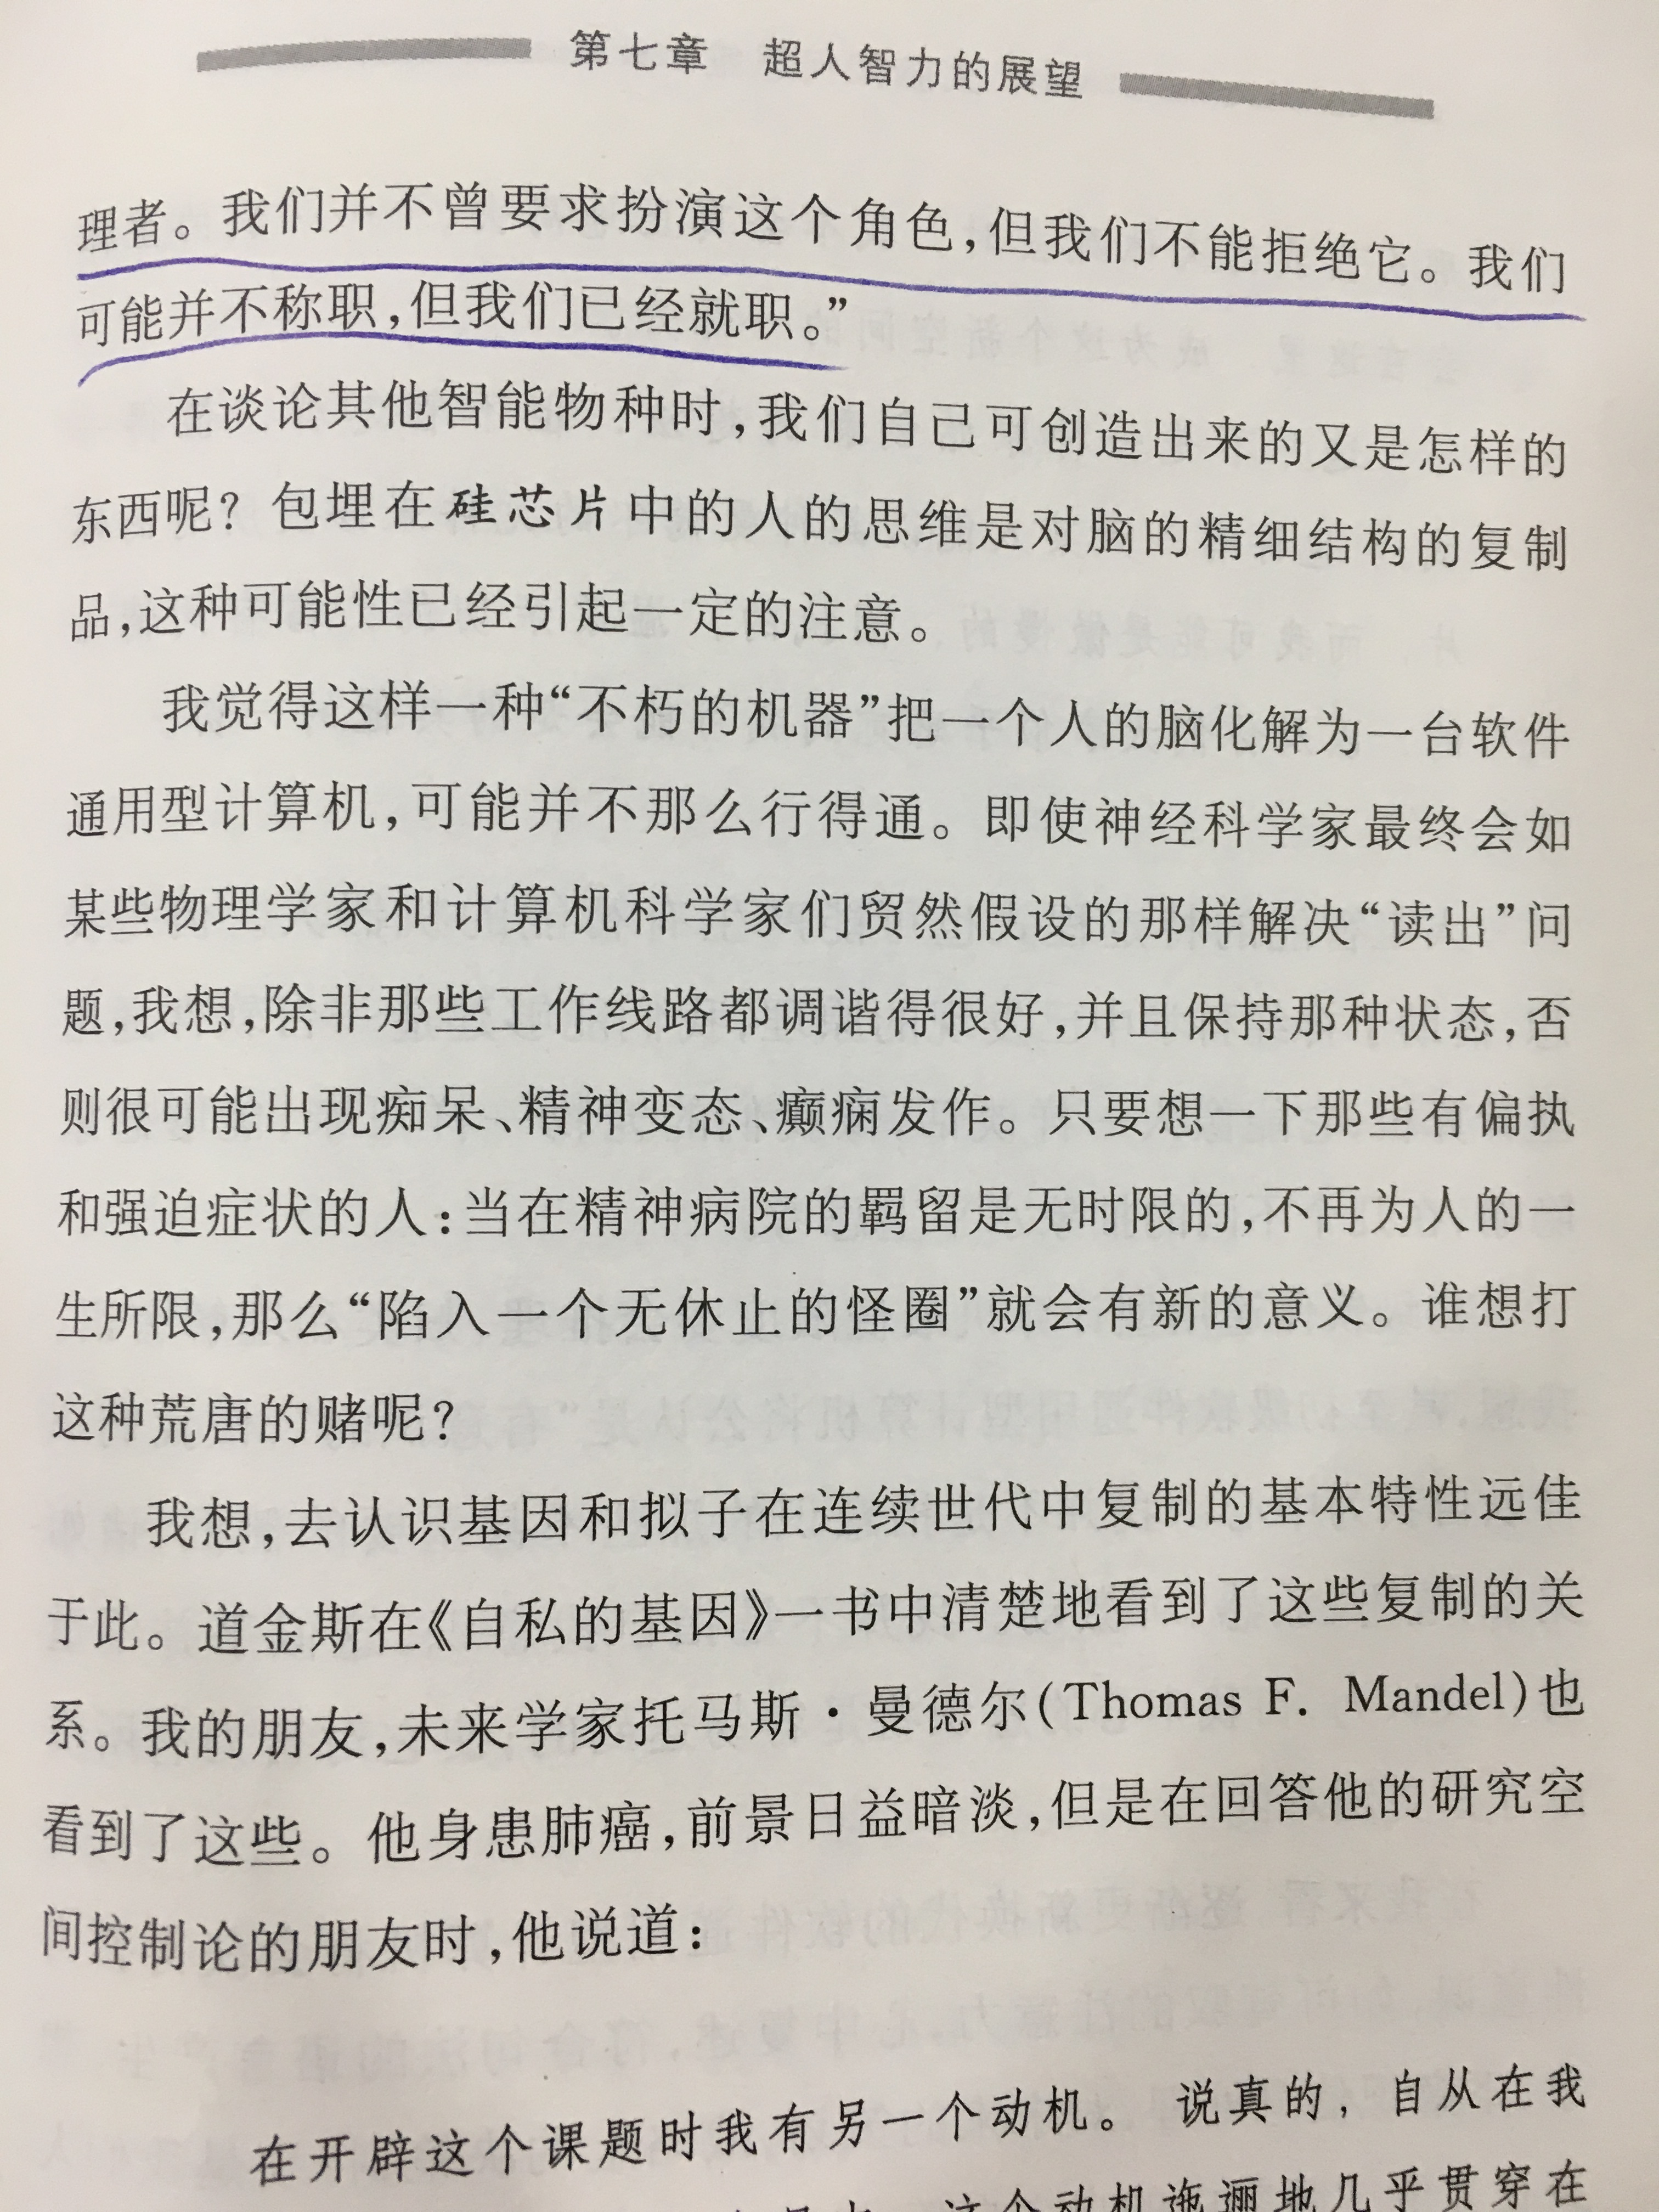 第七章 超人智力的展望
理者。我们并不曾要求扮演这个角色,但我们不能拒绝它。我们
可能并不称职,但我们已经就职。”
在谈论其他智能物种时,我们自己可创造出来的又是怎样的
东西呢?包埋在硅芯片中的人的思维是对脑的精细结构的复制
品,这种可能性已经引起一定的注意。
我觉得这样一种“不朽的机器”把一个人的脑化解为一台软件
通用型计算机,可能并不那么行得通。即使神经科学家最终会如
某些物理学家和计算机科学家们贸然假设的那样解决“读出”问
题,我想,除非那些工作线路都调谐得很好,并且保持那种状态,否
则很可能出现痴呆、精神变态、癫痫发作。只要想一下那些有偏执
和强迫症状的人:当在精神病院的羁留是无时限的,不再为人的一
生所限,那么“陷入一个无休止的怪圈”就会有新的意义。谁想打
这种荒唐的赌呢?
我想,去认识基因和拟子在连续世代中复制的基本特性远佳
于此。道金斯在《自私的基因》一书中清楚地看到了这些复制的关
系。我的朋友,未来学家托马斯·曼德尔(Thomas F. Mandel)也
看到了这些。他身患肺癌,前景日益暗淡,但是在回答他的研究空
间控制论的朋友时,他说道:
在开辟这个课题时我有另一个动机。 说真的,自从在我
这个动机迤逦地几乎贯穿在